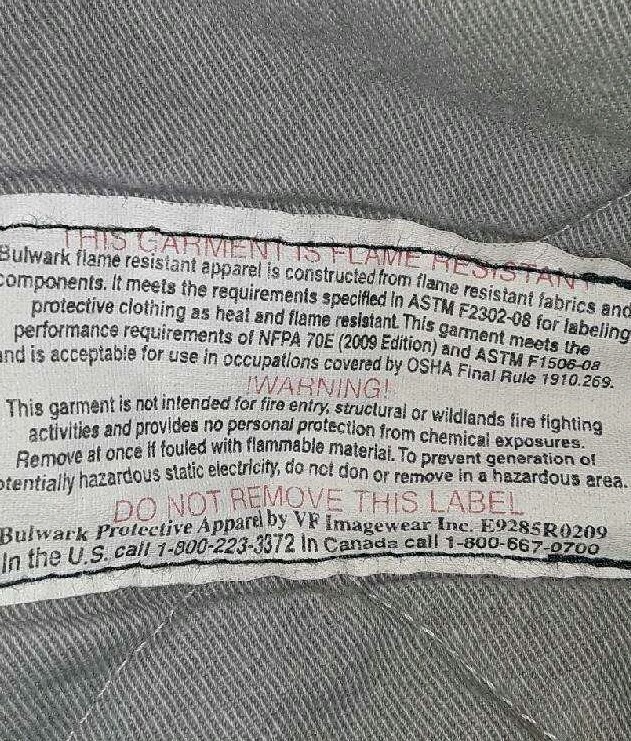 THIS GARMENT IS FLAME RESISTANT
Bulwark flame resistant apparel is constructed from flame resistant fabrics and
components. It meets the requirements specified in ASTM F2302-08 for labeling
protective clothing as heat and flame resistant. This garment meets the
performance requirements of NFPA 70E (2009 Edition) and ASTM F1506-08
and is acceptable for use in occupations covered by OSHA Final Rule 1910.269.
!WARNING!
This garment is not intended for fire entry, structural or wildlands fire fighting
activities and provides no personal protection from chemical exposures.
Remove at once if fouled with flammable material. To prevent generation of
otentially hazardous static electricity, do not don or remove in a hazardous area.
DO NOT REMOVE THIS LABEL
Bulwark Protective Apparel by VF Imagewear Inc. E9285R0209
In the U.S. call 1-800-223-3372 In Canada call 1-800-667-0700